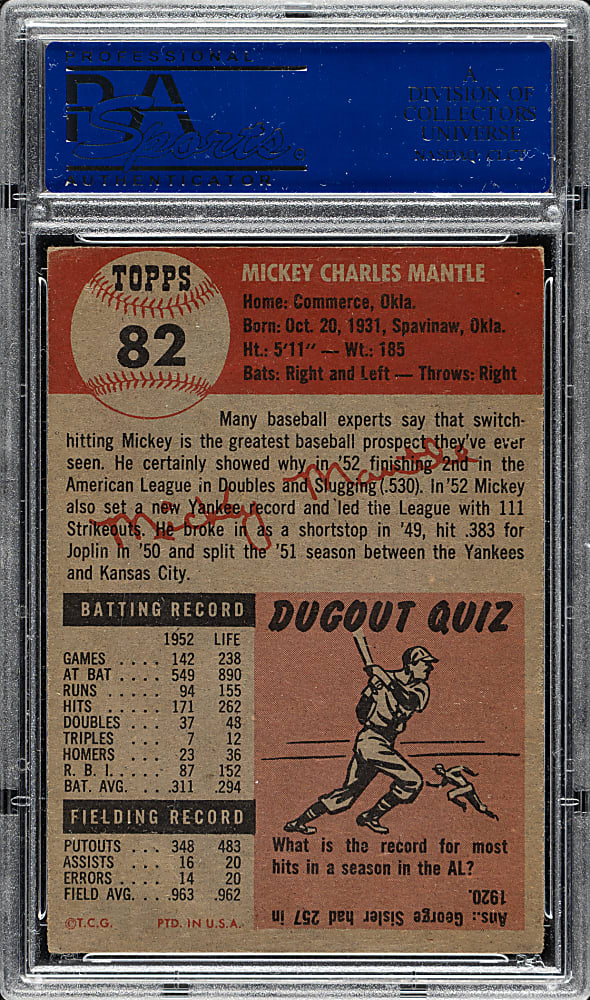 PROFESSIONAL
PSA
Sports
AUTHENTICATOR
A
DIVISION OF
COLLECTORS
UNIVERSE
NASDAQ: CLCT
TOPPS
82
MICKEY CHARLES MANTLE
Home: Commerce, Okla.
Born: Oct. 20, 1931, Spavinaw, Okla.
Ht.: 5'11" — Wt.: 185
Bats: Right and Left — Throws: Right
Many baseball experts say that switch-
hitting Mickey is the greatest baseball prospect they've ever
seen. He certainly showed why in '52 finishing 2nd in the
American League in Doubles and Slugging (.530). In '52 Mickey
also set a new Yankee record and led the League with 111
Strikeouts. He broke in as a shortstop in '49, hit .383 for
Joplin in '50 and split the '51 season between the Yankees
and Kansas City.
Micky Mantle
BATTING RECORD
1952 LIFE
GAMES .... 142 238
AT BAT .... 549 890
RUNS ..... 94 155
HITS ..... 171 262
DOUBLES ... 37 48
TRIPLES ... 7 12
HOMERS ... 23 36
R. B. I. ..... 87 152
BAT. AVG. ... .311 .294
FIELDING RECORD
PUTOUTS ... 348 483
ASSISTS ... 16 20
ERRORS ... 14 20
FIELD AVG. ... .963 .962
©T.C.G. PTD. IN U.S.A.
DUGOUT QUIZ
What is the record for most
hits in a season in the AL?
Ans.: George Sisler had 257 in
1920.